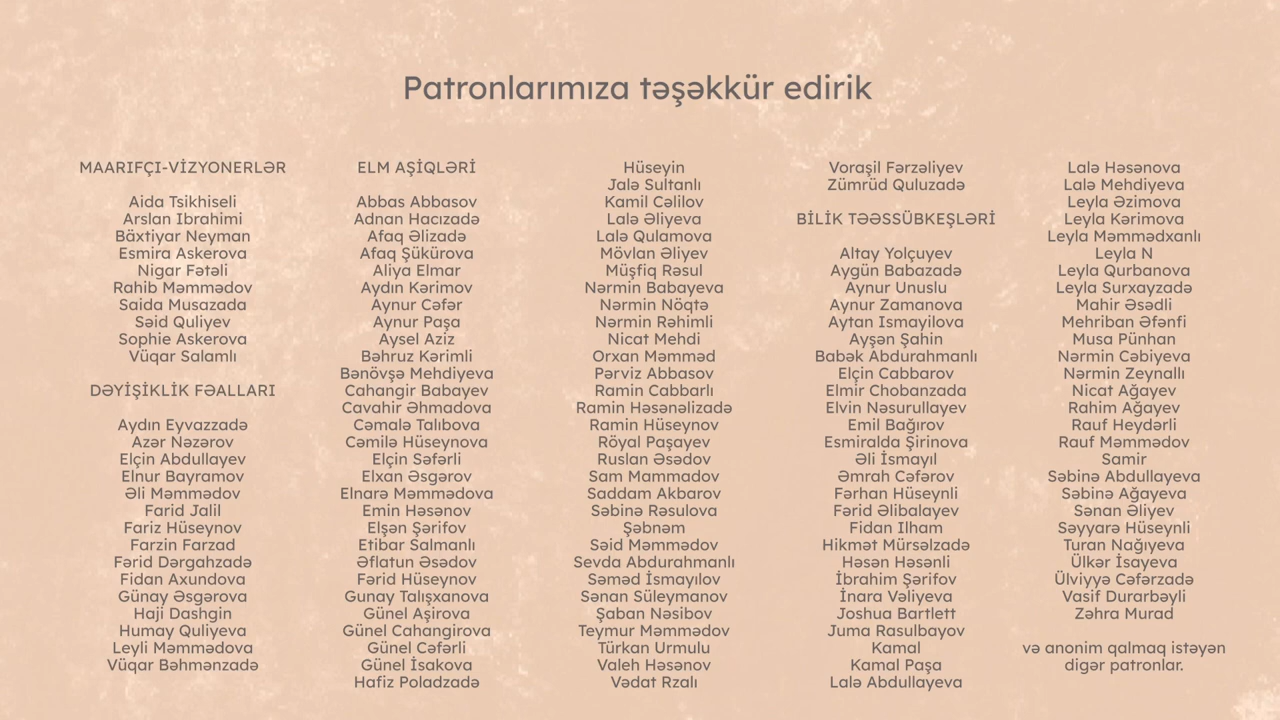 Patronlarımıza təşəkkür edirik
MAARIFÇI-VİZYONERLƏR
Aida Tsikhiseli
Arslan Ibrahimi
Bäxtiyar Neyman
Esmira Askerova
Nigar Fətəli
Rahib Məmmədov
Saida Musazada
Səid Quliyev
Sophie Askerova
Vüqar Salamlı
DƏYİŞİKLİK FƏALLARI
Aydın Eyvazzadə
Azər Nəzərov
Elçin Abdullayev
Elnur Bayramov
Əli Məmmədov
Farid Jalil
Fariz Hüseynov
Farzin Farzad
Fərid Dərgahzadə
Fidan Axundova
Günay Əsgərova
Haji Dashgin
Humay Quliyeva
Leyli Məmmədova
Vüqar Bəhmənzadə
ELM AŞİQLƏRİ
Abbas Abbasov
Adnan Hacızadə
Afaq Əlizadə
Afaq Şükürova
Aliya Elmar
Aydın Kərimov
Aynur Cəfər
Aynur Paşa
Aysel Aziz
Bəhruz Kərimli
Bənövşə Mehdiyeva
Cahangir Babayev
Cavahir Əhmədova
Cəmalə Talıbova
Cəmilə Hüseynova
Elçin Səfərli
Elxan Əsgərov
Elnarə Məmmədova
Emin Həsənov
Elşən Şərifov
Etibar Salmanlı
Əflatun Əsədov
Fərid Hüseynov
Gunay Talışxanova
Günel Aşirova
Günel Cahangirova
Günel Cəfərli
Günel İsakova
Hafiz Poladzadə
Hüseyin
Jalə Sultanlı
Kamil Cəlilov
Lalə Əliyeva
Lalə Qulamova
Mövlan Əliyev
Müşfiq Rəsul
Nərmin Babayeva
Nərmin Nöqtə
Nərmin Rəhimli
Nicat Mehdi
Orxan Məmməd
Pərviz Abbasov
Ramin Cabbarlı
Ramin Həsənəlizadə
Ramin Hüseynov
Röyal Paşayev
Ruslan Əsədov
Sam Mammadov
Saddam Akbarov
Səbinə Rəsulova
Şəbnəm
Səid Məmmədov
Sevda Abdurahmanlı
Səməd İsmayılov
Sənan Süleymanov
Şaban Nəsibov
Teymur Məmmədov
Türkan Urmulu
Valeh Həsənov
Vədat Rzalı
Voraşil Fərzəliyev
Zümrüd Quluzadə
BİLİK TƏƏSSÜBKEŞLƏRİ
Altay Yolçuyev
Aygün Babazadə
Aynur Unuslu
Aynur Zamanova
Aytan Ismayilova
Ayşən Şahin
Babək Abdurahmanlı
Elçin Cabbarov
Elmir Chobanzada
Elvin Nəsurullayev
Emil Bağırov
Esmiralda Şirinova
Əli İsmayıl
Əmrah Cəfərov
Fərhan Hüseynli
Fərid Əlibalayev
Fidan Ilham
Hikmət Mürsəlzadə
Həsən Həsənli
İbrahim Şərifov
İnara Vəliyeva
Joshua Bartlett
Juma Rasulbayov
Kamal
Kamal Paşa
Lalə Abdullayeva
Lalə Həsənova
Lalə Mehdiyeva
Leyla Əzimova
Leyla Kərimova
Leyla Məmmədxanlı
Leyla N
Leyla Qurbanova
Leyla Surxayzadə
Mahir Əsədli
Mehriban Əfənfi
Musa Pünhan
Nərmin Cəbiyeva
Nərmin Zeynallı
Nicat Ağayev
Rahim Ağayev
Rauf Heydərli
Rauf Məmmədov
Samir
Səbinə Abdullayeva
Səbinə Ağayeva
Sənan Əliyev
Səyyarə Hüseynli
Turan Nağıyeva
Ülkər İsayeva
Ülviyyə Cəfərzadə
Vasif Durarbəyli
Zəhra Murad
və anonim qalmaq istəyən
digər patronlar.